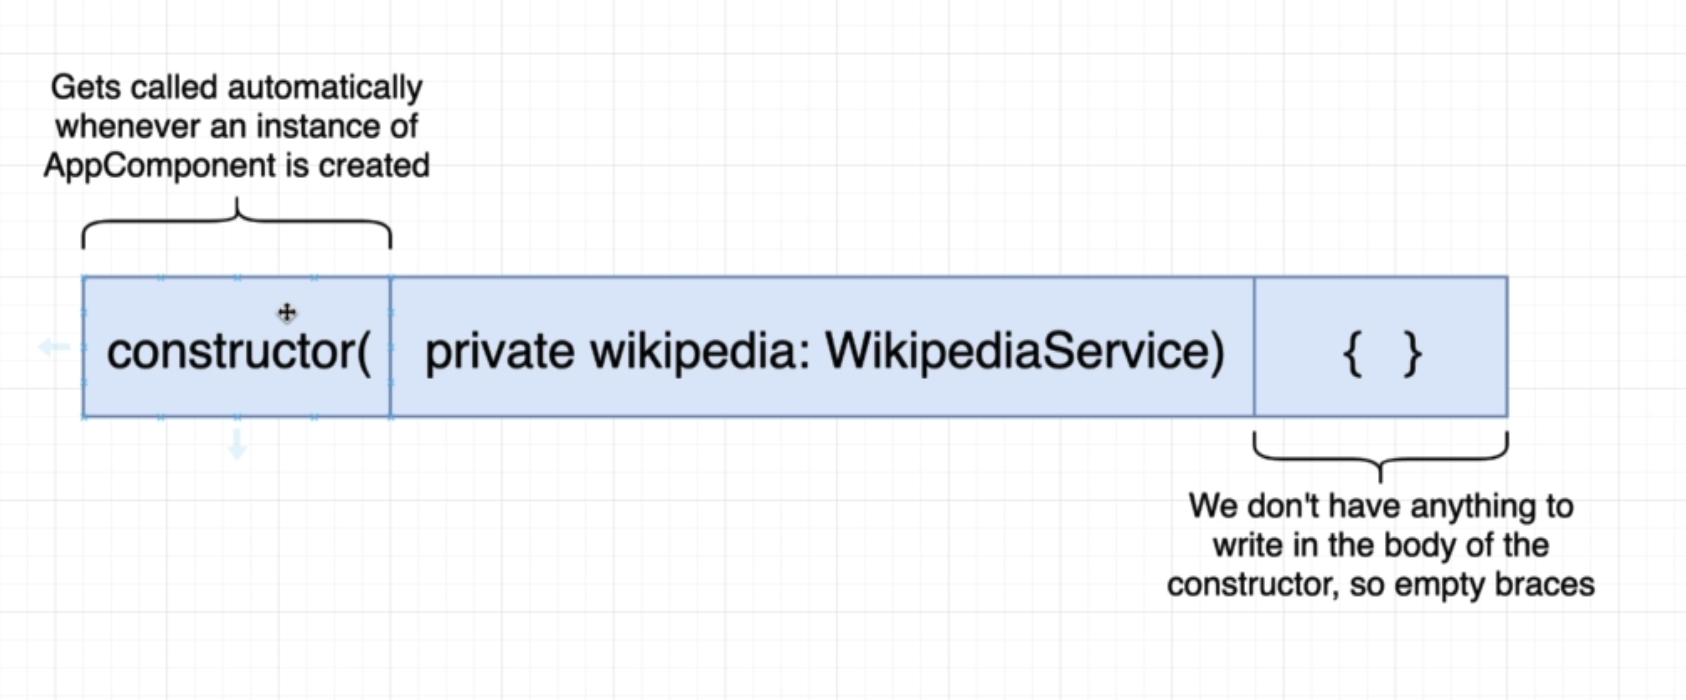 Gets called automatically
whenever an instance of
AppComponent is created
constructor( private wikipedia: WikipediaService) { }
We don't have anything to
write in the body of the
constructor, so empty braces